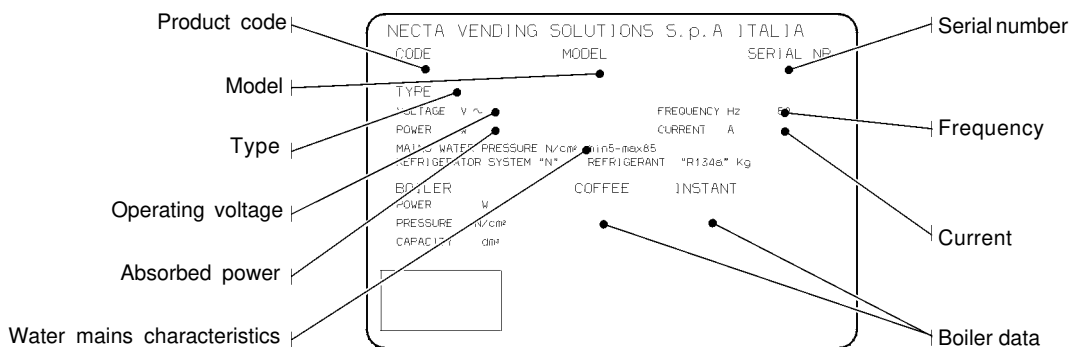 Product code
Model
Type
Operating voltage
Absorbed power
Water mains characteristics
NECTA VENDING SOLUTIONS S.p.A ITALIA
CODE MODEL SERIAL NR
TYPE
VOLTAGE V ~ FREQUENCY Hz 50
POWER W CURRENT A
MAINS WATER PRESSURE N/cm² min5-max85
REFRIGERATOR SYSTEM "N" REFRIGERANT "R134a" Kg
BOILER COFFEE INSTANT
POWER W
PRESSURE N/cm²
CAPACITY dm³
Serial number
Frequency
Current
Boiler data